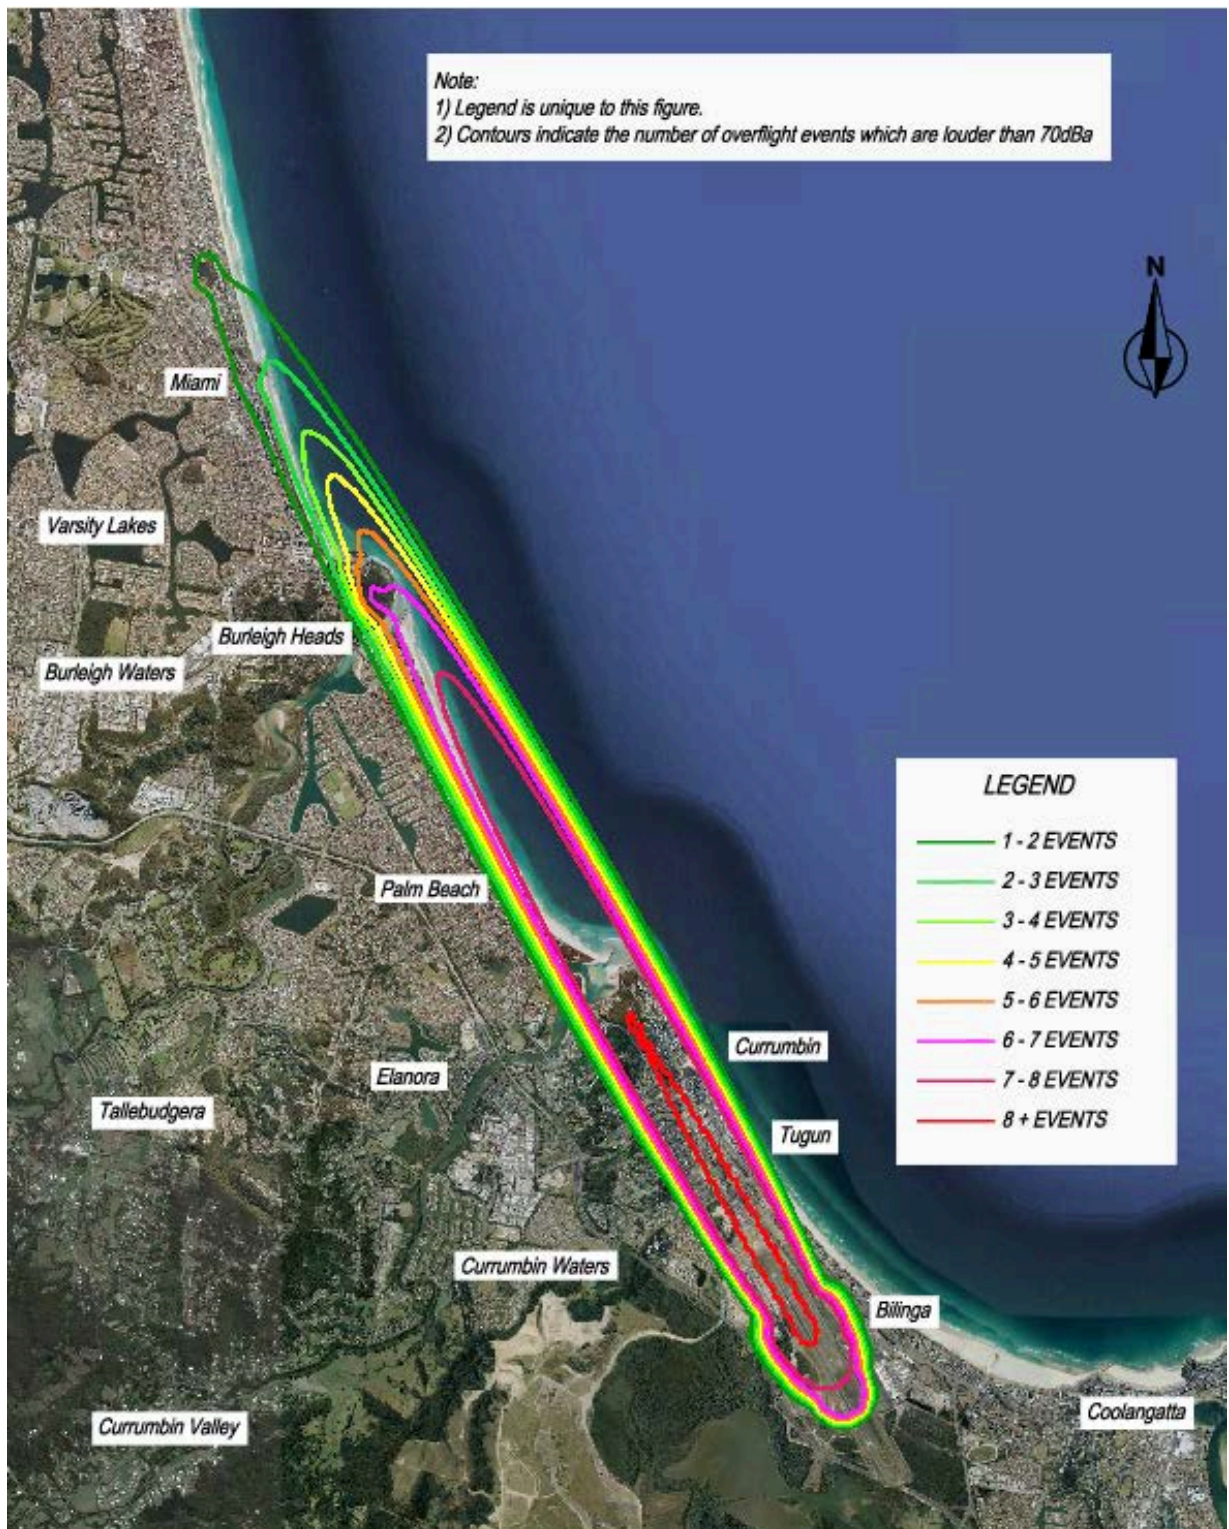 Note:
1) Legend is unique to this figure.
2) Contours indicate the number of overflight events which are louder than 70dBa
N
Miami
Varsity Lakes
Burleigh Heads
Burleigh Waters
LEGEND
1 - 2 EVENTS
2 - 3 EVENTS
3 - 4 EVENTS
4 - 5 EVENTS
5 - 6 EVENTS
6 - 7 EVENTS
7 - 8 EVENTS
8 + EVENTS
Palm Beach
Currumbin
Elanora
Tallebudgera
Tugun
Currumbin Waters
Bilinga
Coolangatta
Currumbin Valley